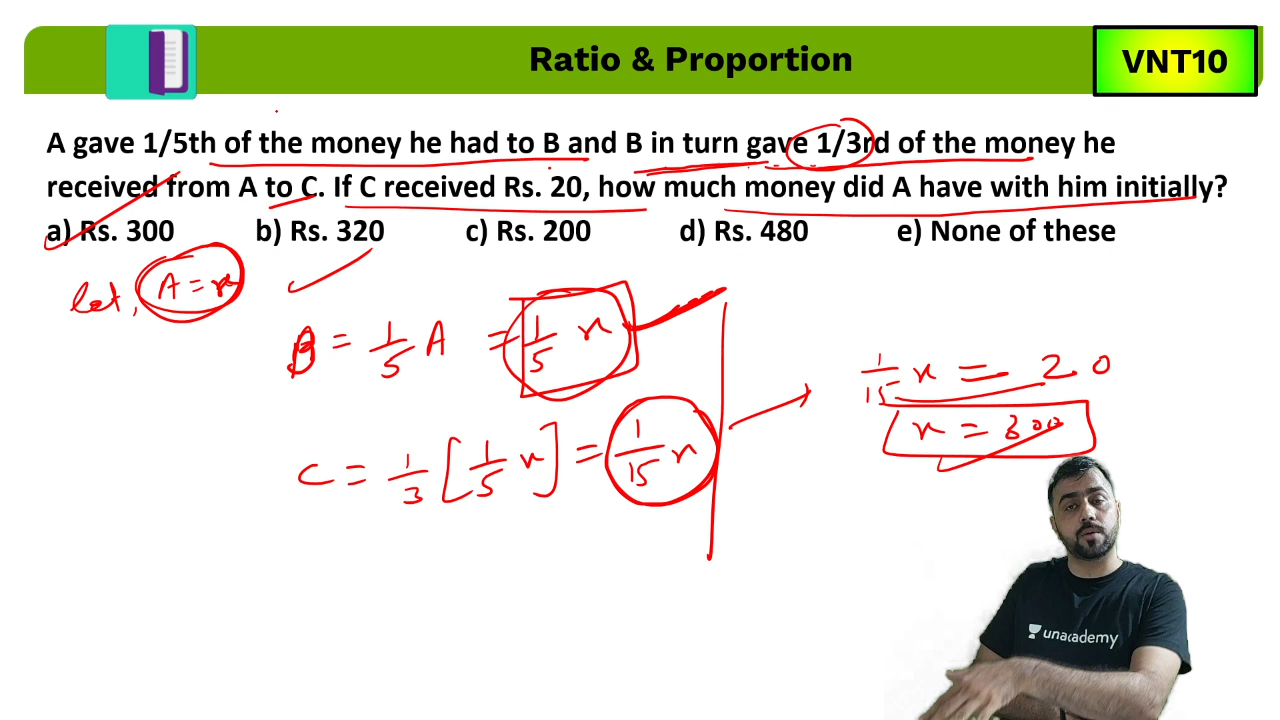 Ratio & Proportion
VNT10
A gave 1/5th of the money he had to B and B in turn gave 1/3rd of the money he
received from A to C. If C received Rs. 20, how much money did A have with him initially?
a) Rs. 300 b) Rs. 320 c) Rs. 200 d) Rs. 480 e) None of these
let, A = x
B = 1/5 A = 1/5 x
C = 1/3 [1/5 x] = 1/15 x
1/15 x = 20
x = 300
unacademy